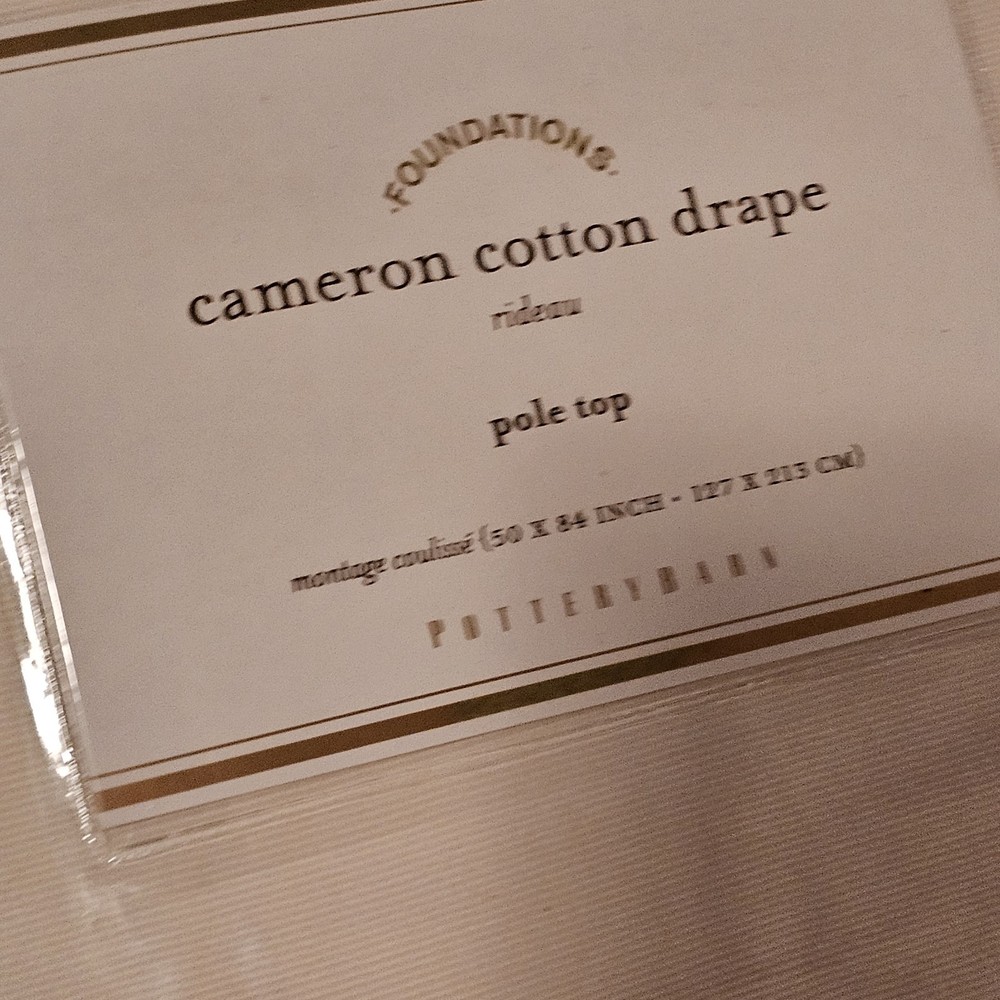 ·FOUNDATIONS·
cameron cotton drape
rideau
pole top
montage coulissé (50 X 84 INCH - 127 X 213 CM)
POTTERYBARN